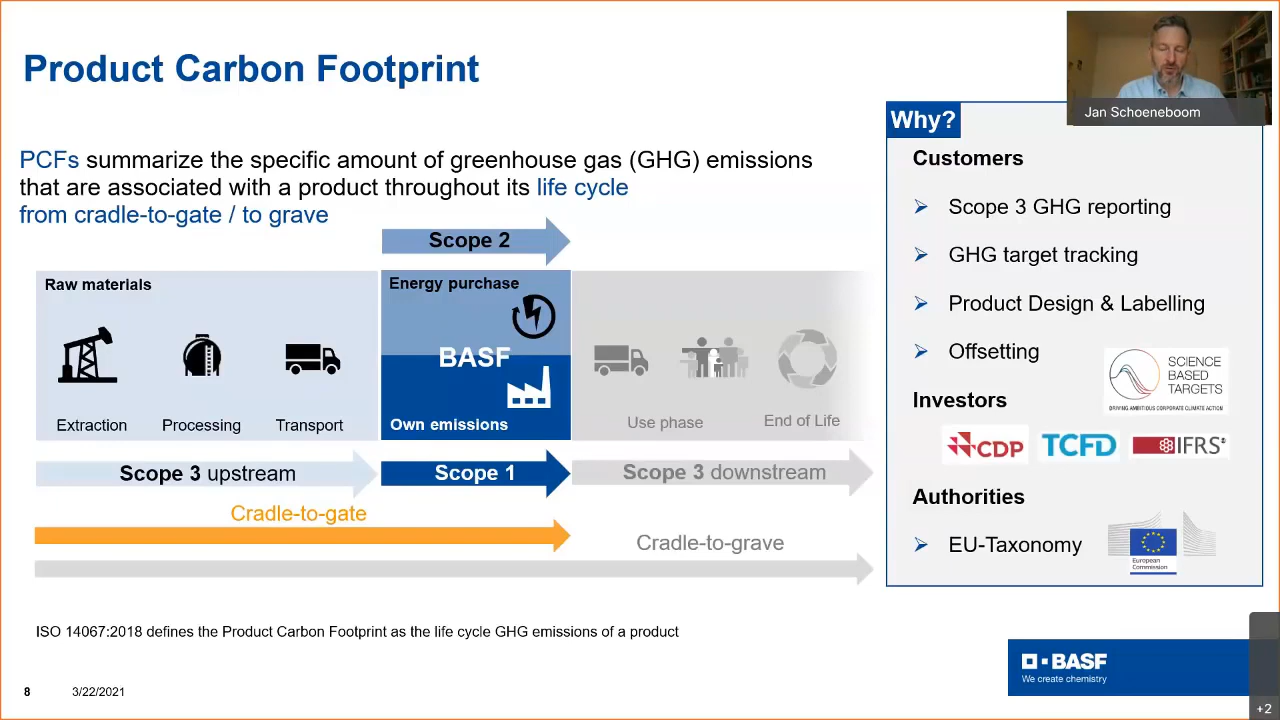 Product Carbon Footprint
Jan Schoeneboom
PCFs summarize the specific amount of greenhouse gas (GHG) emissions
that are associated with a product throughout its life cycle
from cradle-to-gate / to grave
Scope 2
Raw materials
Energy purchase
BASF
Extraction
Processing
Transport
Own emissions
Use phase
End of Life
Scope 3 upstream
Scope 1
Scope 3 downstream
Cradle-to-gate
Cradle-to-grave
Why?
Customers
➢ Scope 3 GHG reporting
➢ GHG target tracking
➢ Product Design & Labelling
➢ Offsetting
SCIENCE
BASED
TARGETS
DRIVING AMBITIOUS CORPORATE CLIMATE ACTION
Investors
CDP
TCFD
IFRS®
Authorities
➢ EU-Taxonomy
European
Commission
ISO 14067:2018 defines the Product Carbon Footprint as the life cycle GHG emissions of a product
8 3/22/2021
BASF
We create chemistry
+2